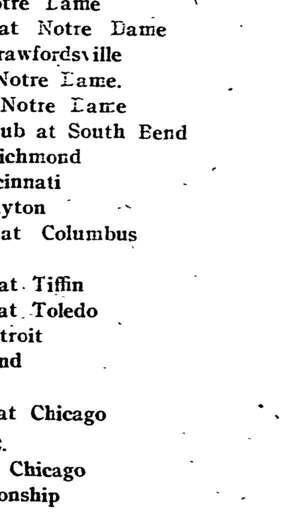 otre Lame
at Notre Dame
rawfordsville
Notre Lame.
Notre Lame
ub at South Eend
ichmond
cinnati
yton
at Columbus
at Tiffin
at Toledo
troit
nd
at Chicago
.
Chicago
onship